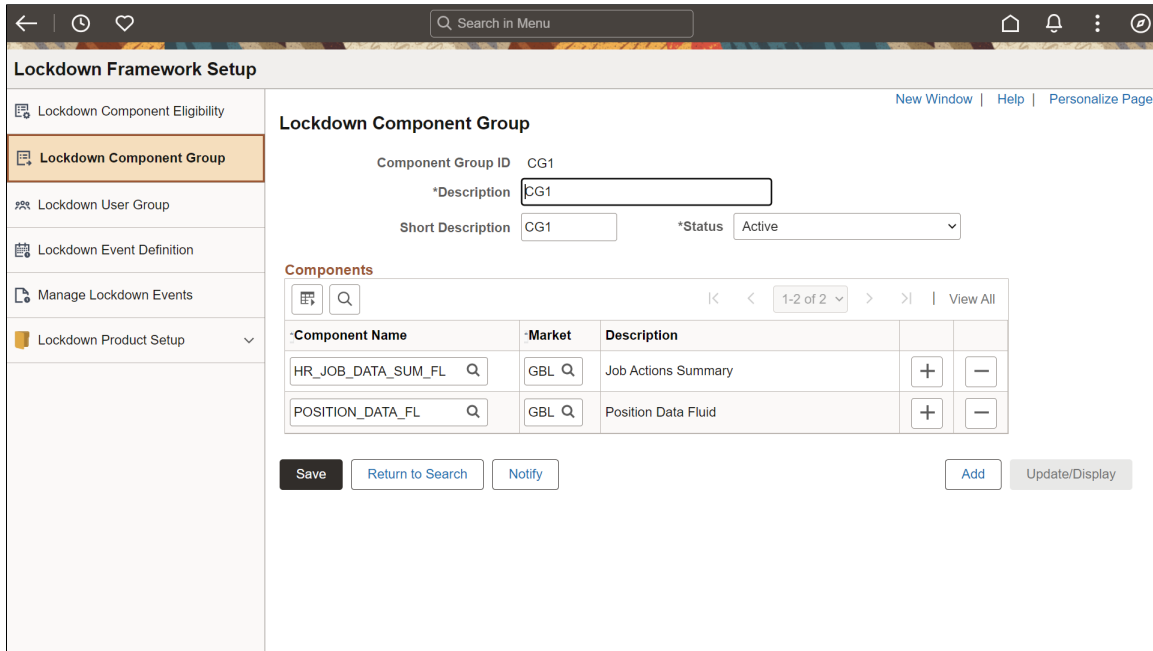 Search in Menu
Lockdown Framework Setup
New Window | Help | Personalize Page
Lockdown Component Eligibility
Lockdown Component Group
Lockdown User Group
Lockdown Event Definition
Manage Lockdown Events
Lockdown Product Setup
Lockdown Component Group
Component Group ID CG1
*Description CG1
Short Description CG1 *Status Active
Components
1-2 of 2 | View All
*Component Name *Market Description
HR_JOB_DATA_SUM_FL GBL Job Actions Summary
POSITION_DATA_FL GBL Position Data Fluid
Save Return to Search Notify Add Update/Display